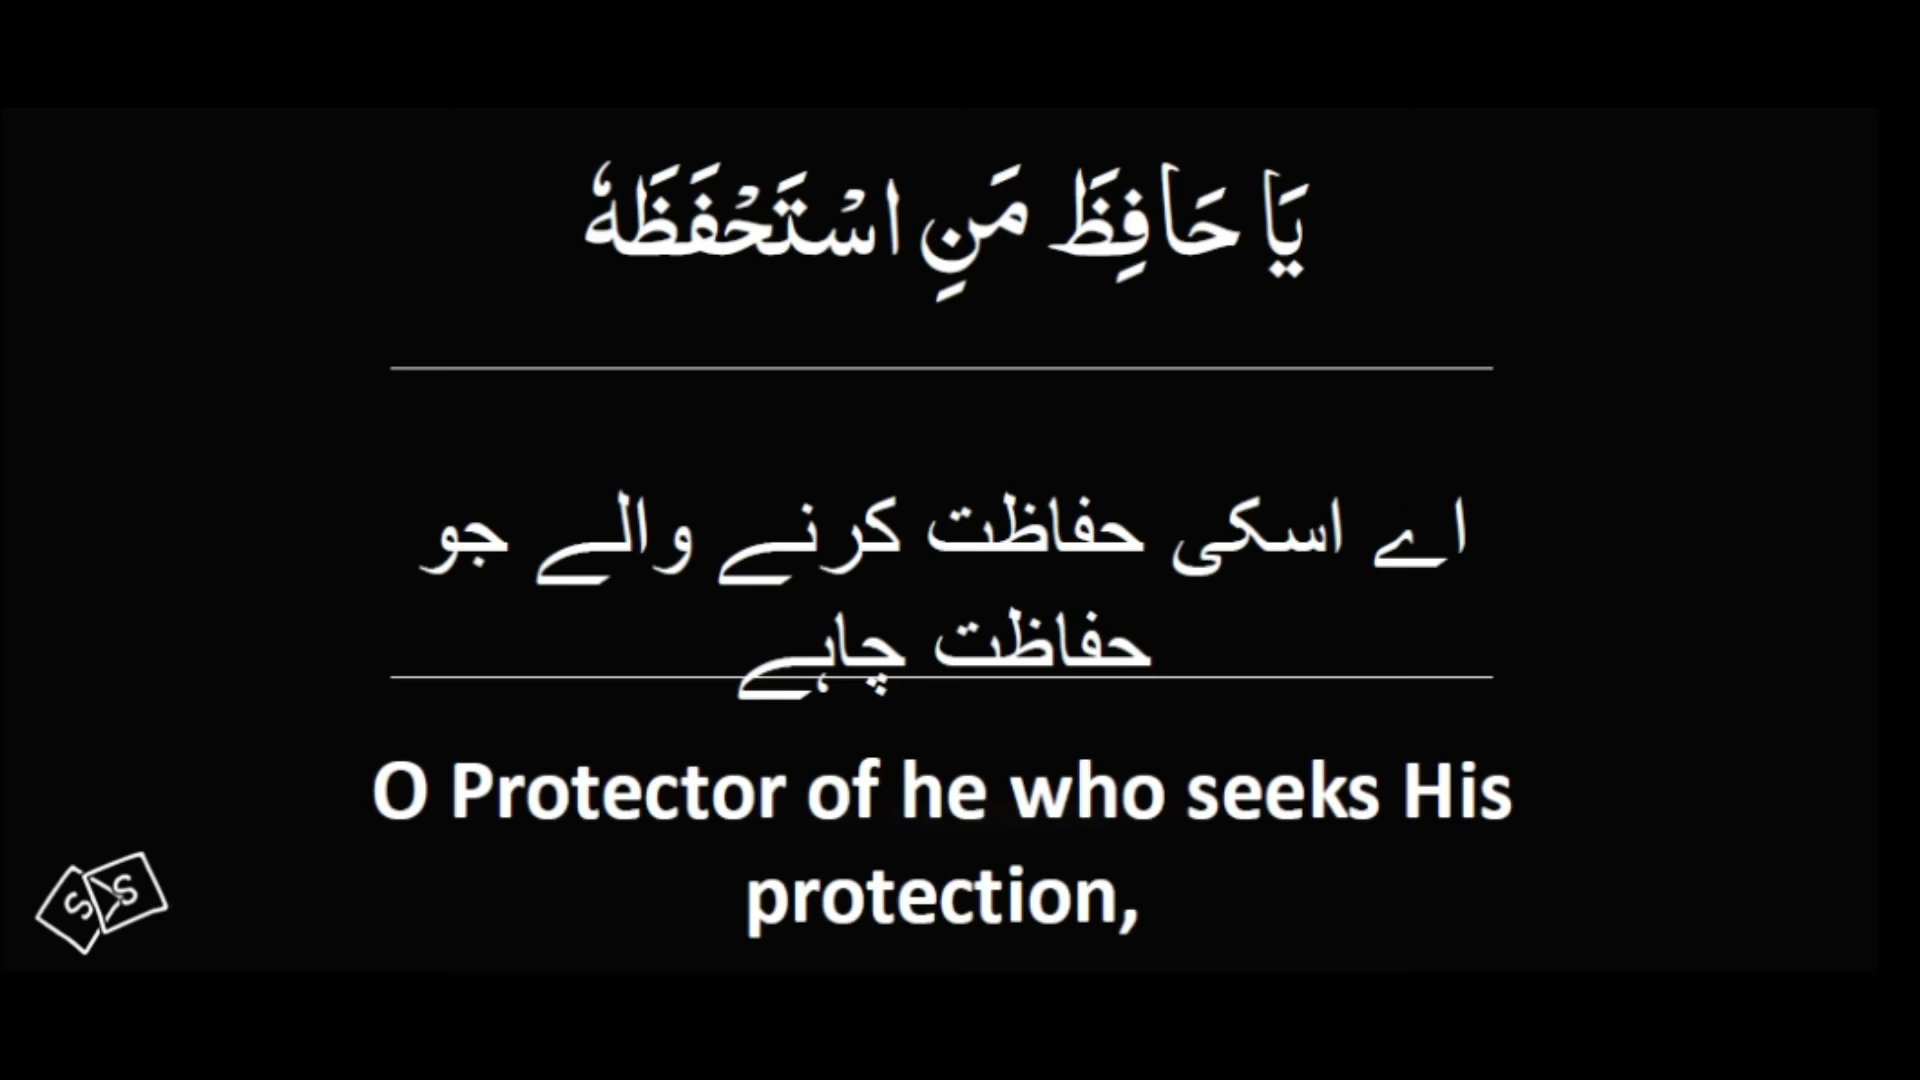 يَا حَافِظَ مَنِ اسْتَحْفَظَهٗ
اے اسکی حفاظت کرنے والے جو
حفاظت چاہے
O Protector of he who seeks His
protection,
S S